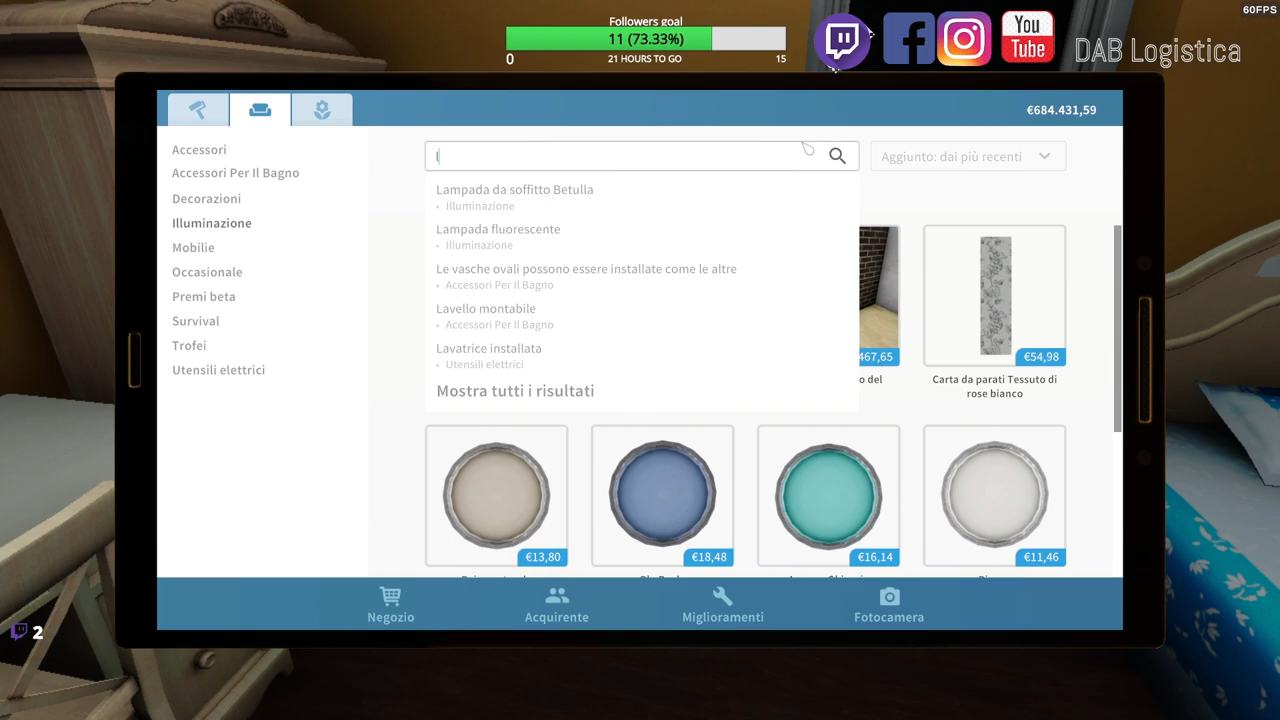 60FPS
Followers goal
11 (73.33%)
0
21 HOURS TO GO
15
You
Tube
DAB Logistica
€684.431,59
Accessori
Accessori Per Il Bagno
Decorazioni
Illuminazione
Mobilie
Occasionale
Premi beta
Survival
Trofei
Utensili elettrici
l
Aggiunto: dai più recenti
Lampada da soffitto Betulla
• Illuminazione
Lampada fluorescente
• Illuminazione
Le vasche ovali possono essere installate come le altre
• Accessori Per Il Bagno
Lavello montabile
• Accessori Per Il Bagno
Lavatrice installata
• Utensili elettrici
Mostra tutti i risultati
467,65
o del
€54,98
Carta da parati Tessuto di
rose bianco
€13,80
€18,48
€16,14
€11,46
Negozio
Acquirente
Miglioramenti
Fotocamera
2